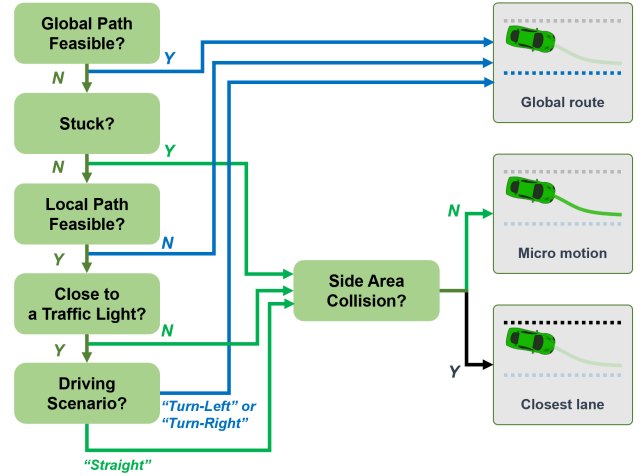 Global Path
Feasible?
Y
N
Global route
Stuck?
Y
N
Local Path
Feasible?
N
N
Micro motion
Y
Close to
a Traffic Light?
Side Area
Collision?
N
Y
Y
Driving
Scenario?
“Turn-Left” or
“Turn-Right”
Closest lane
“Straight”